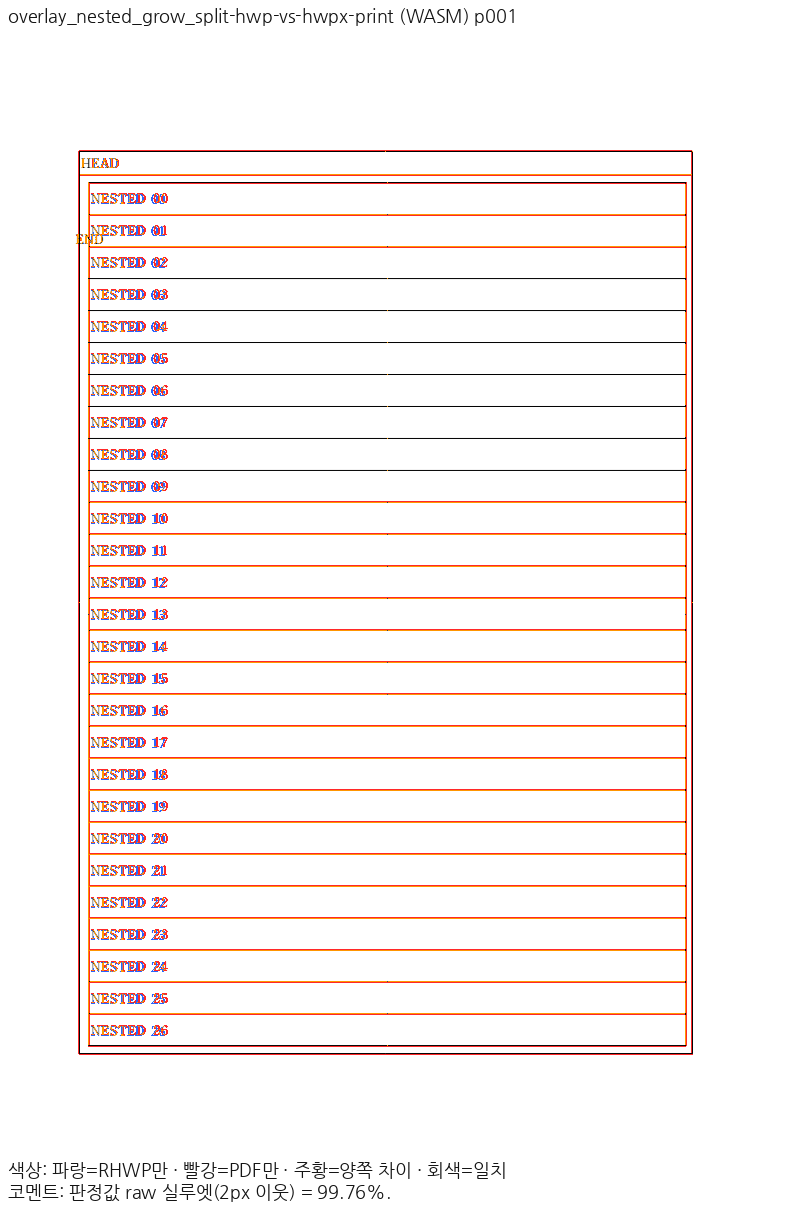 overlay_nested_grow_split-hwp-vs-hwpx-print (WASM) p001
HEAD
NESTED 00
NESTED 01
END
NESTED 02
NESTED 03
NESTED 04
NESTED 05
NESTED 06
NESTED 07
NESTED 08
NESTED 09
NESTED 10
NESTED 11
NESTED 12
NESTED 13
NESTED 14
NESTED 15
NESTED 16
NESTED 17
NESTED 18
NESTED 19
NESTED 20
NESTED 21
NESTED 22
NESTED 23
NESTED 24
NESTED 25
NESTED 26
색상: 파랑=RHWP만 · 빨강=PDF만 · 주황=양쪽 차이 · 회색=일치
코멘트: 판정값 raw 실루엣(2px 이웃) = 99.76%.